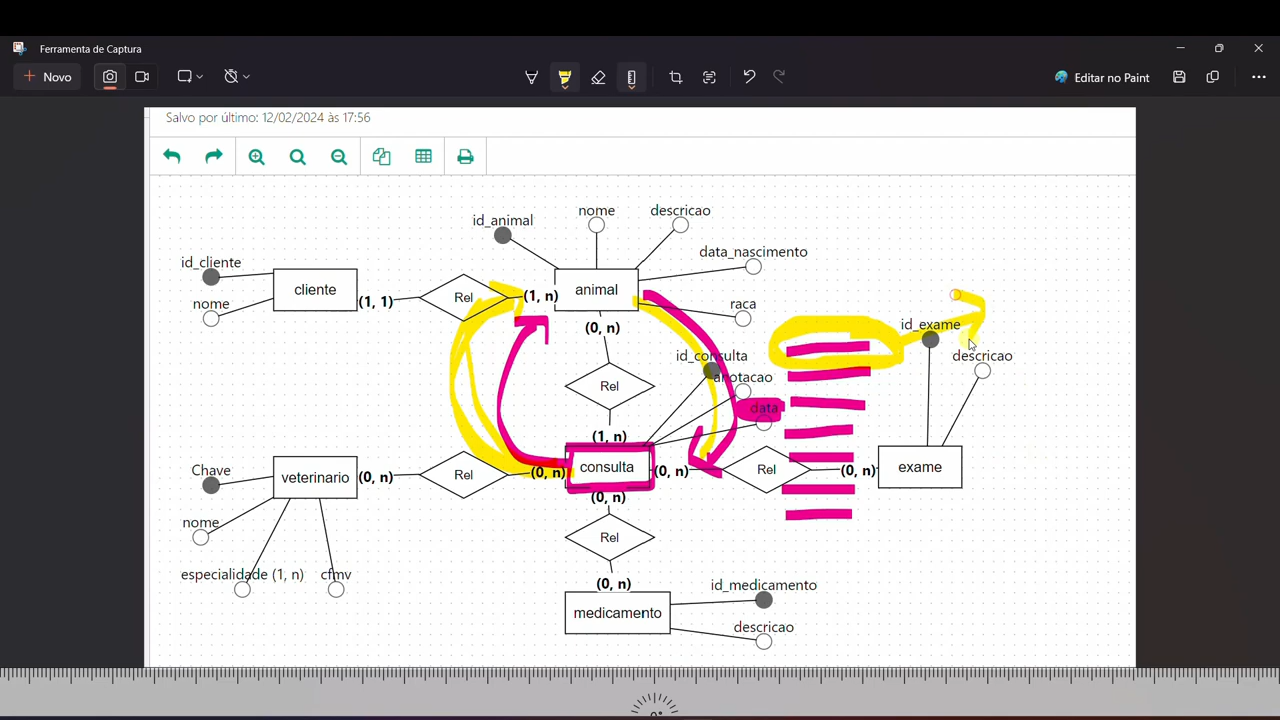 Ferramenta de Captura
Novo
Editar no Paint
Salvo por último: 12/02/2024 às 17:56
id_animal
nome
descricao
data_nascimento
id_cliente
cliente
(1, 1)
Rel
(1, n)
animal
nome
raca
(0, n)
id_exame
id_consulta
descricao
anotacao
Rel
data
(1, n)
Chave
veterinario
(0, n)
Rel
(0, n)
consulta
(0, n)
Rel
(0, n)
exame
(0, n)
nome
Rel
especialidade (1, n)
cfmv
(0, n)
id_medicamento
medicamento
descricao
0°